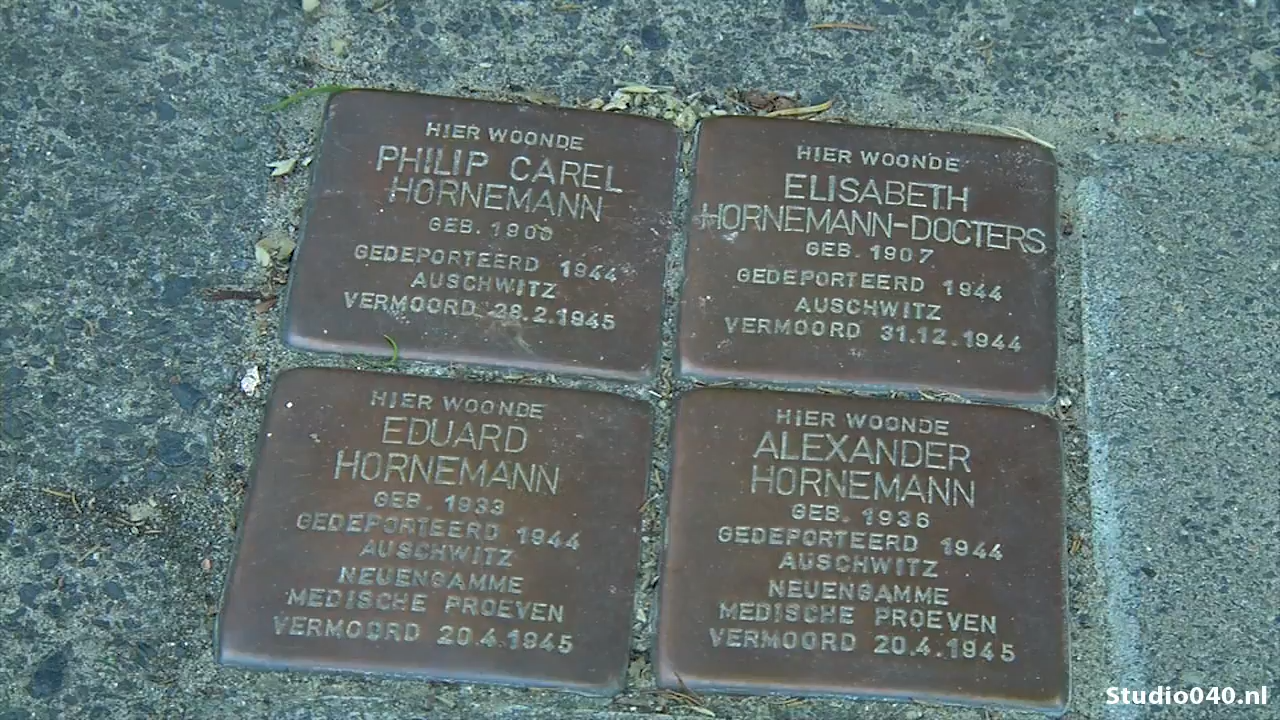 HIER WOONDE
PHILIP CAREL
HORNEMANN
GEB. 1900
GEDEPORTEERD 1944
AUSCHWITZ
VERMOORD 28.2.1945
HIER WOONDE
ELISABETH
HORNEMANN-DOCTERS
GEB. 1907
GEDEPORTEERD 1944
AUSCHWITZ
VERMOORD 31.12.1944
HIER WOONDE
EDUARD
HORNEMANN
GEB. 1933
GEDEPORTEERD 1944
AUSCHWITZ
NEUENGAMME
MEDISCHE PROEVEN
VERMOORD 20.4.1945
HIER WOONDE
ALEXANDER
HORNEMANN
GEB. 1936
GEDEPORTEERD 1944
AUSCHWITZ
NEUENGAMME
MEDISCHE PROEVEN
VERMOORD 20.4.1945
Studio040.nl